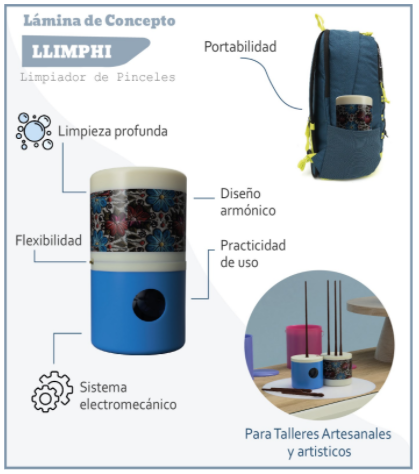 Lámina de Concepto
LLIMPHI
Limpiador de Pinceles
Portabilidad
Limpieza profunda
Diseño
armónico
Flexibilidad
Practicidad
de uso
Sistema
electromecánico
Para Talleres Artesanales
y artisticos